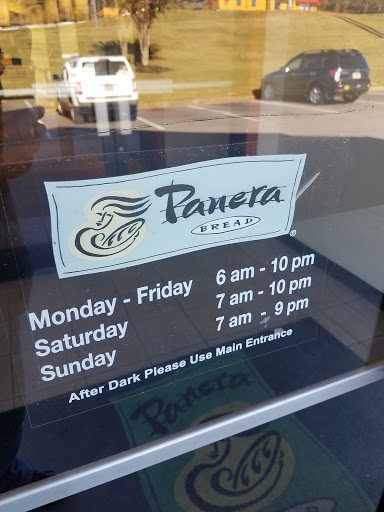 Panera
BREAD
®
Monday - Friday 6 am - 10 pm
Saturday 7 am - 10 pm
Sunday 7 am - 9 pm
After Dark Please Use Main Entrance
Panera
BREAD